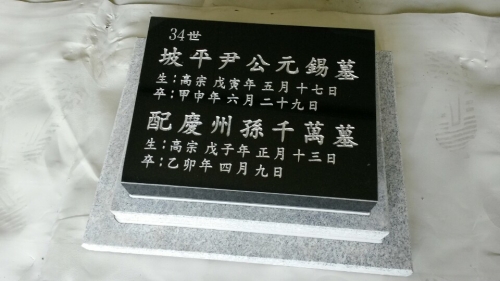 34世
坡平尹公元錫墓
生:高宗 戊寅年 五月十七日
卒:甲申年 六月二十九日
配慶州孫千萬墓
生:高宗 戊子年 正月十三日
卒:乙卯年 四月九日